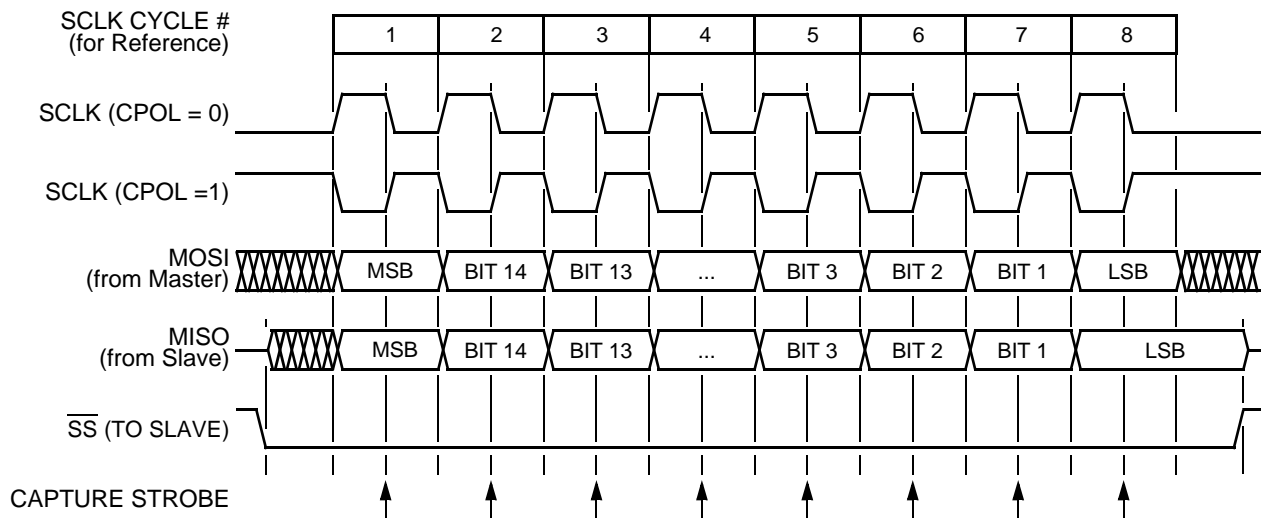 SCLK CYCLE #
(for Reference)
1 2 3 4 5 6 7 8
SCLK (CPOL = 0)
SCLK (CPOL =1)
MOSI
(from Master)
MSB BIT 14 BIT 13 ... BIT 3 BIT 2 BIT 1 LSB
MISO
(from Slave)
MSB BIT 14 BIT 13 ... BIT 3 BIT 2 BIT 1 LSB
SS (TO SLAVE)
CAPTURE STROBE